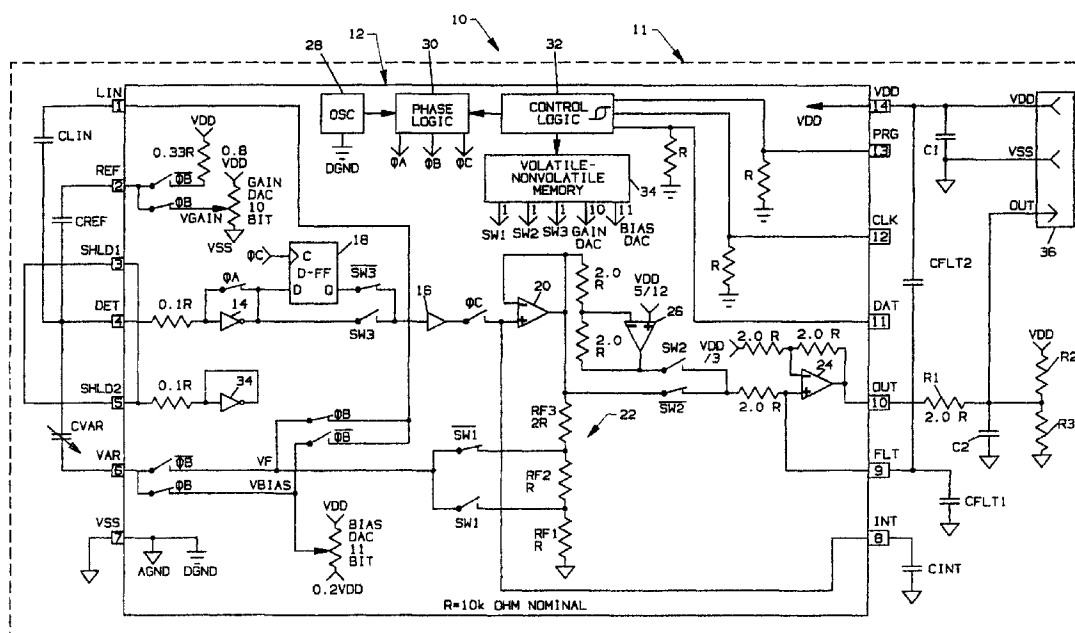 10
11
12
28
30
32
LIN
1
OSC
PHASE
LOGIC
CONTROL
LOGIC
VDD
14
VDD
VDD
CLIN
VDD
0.33R
0.8
VDD
DGND
ΦA
ΦB
ΦC
R
PRG
13
C1
VSS
REF
2
ΦB
ΦB
VGAIN
GAIN
DAC
10
BIT
VSS
VOLATILE-
NONVOLATILE
MEMORY
34
R
OUT
36
CREF
1
1
1
10
11
SW1
SW2
SW3
GAIN
DAC
BIAS
DAC
CLK
12
SHLD1
3
18
ΦC
C
D-FF
D
Q
SW3
SW3
R
CFLT2
DET
4
0.1R
ΦA
14
16
ΦC
20
2.0
R
2.0
R
VDD
5/12
26
DAT
11
SHLD2
5
0.1R
34
SW2
SW2
VDD
/3
2.0
R
2.0 R
24
2.0 R
OUT
10
R1
2.0 R
VDD
R2
R3
C2
CVAR
ΦB
ΦB
RF3
2R
22
FLT
9
VAR
6
ΦB
VF
SW1
RF2
R
ΦB
VBIAS
SW1
CFLT1
VSS
7
AGND
DGND
VDD
BIAS
DAC
11
BIT
0.2VDD
RF1
R
INT
8
CINT
R=10k OHM NOMINAL